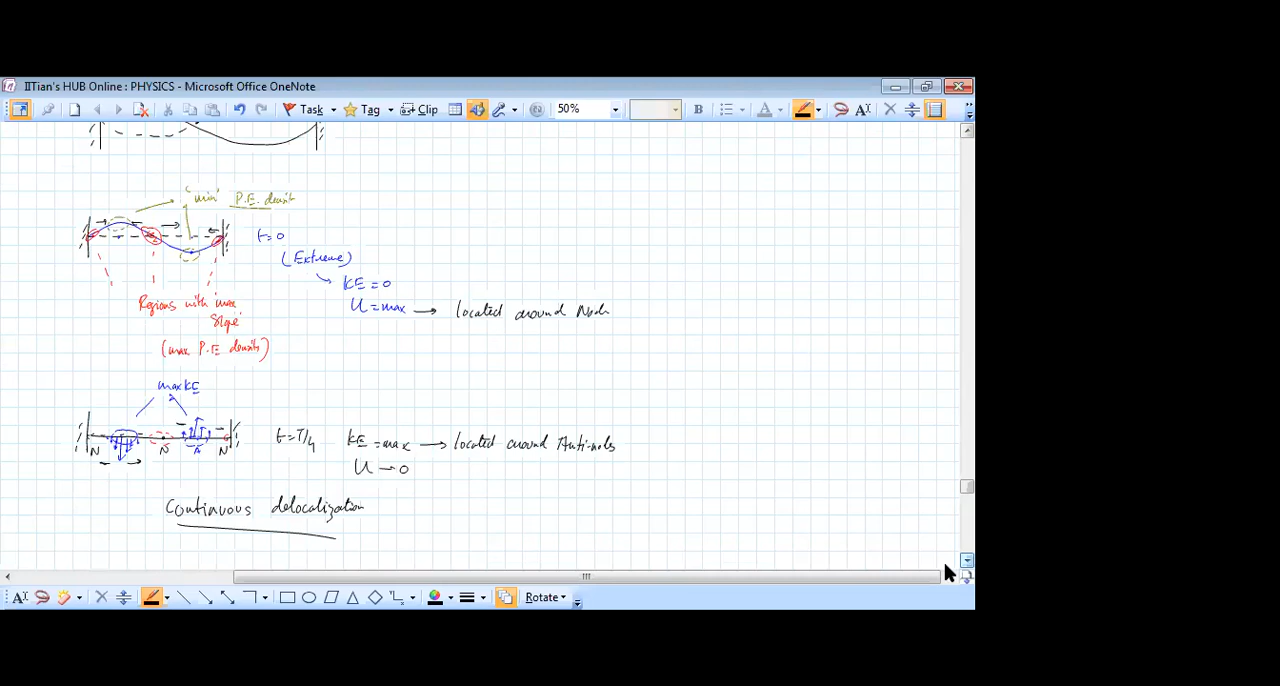 IITian's HUB Online : PHYSICS - Microsoft Office OneNote
Task Tag Clip 50% B A A
"min" P.E. densit
t=0
(Extreme)
KE=0
U=max → located around Node
Regions with 'max
Slope'
(max P.E density)
max KE
t=T/4 KE=max → located around Anti-nodes
N N A N
U→0
Continuous delocalization
A Rotate